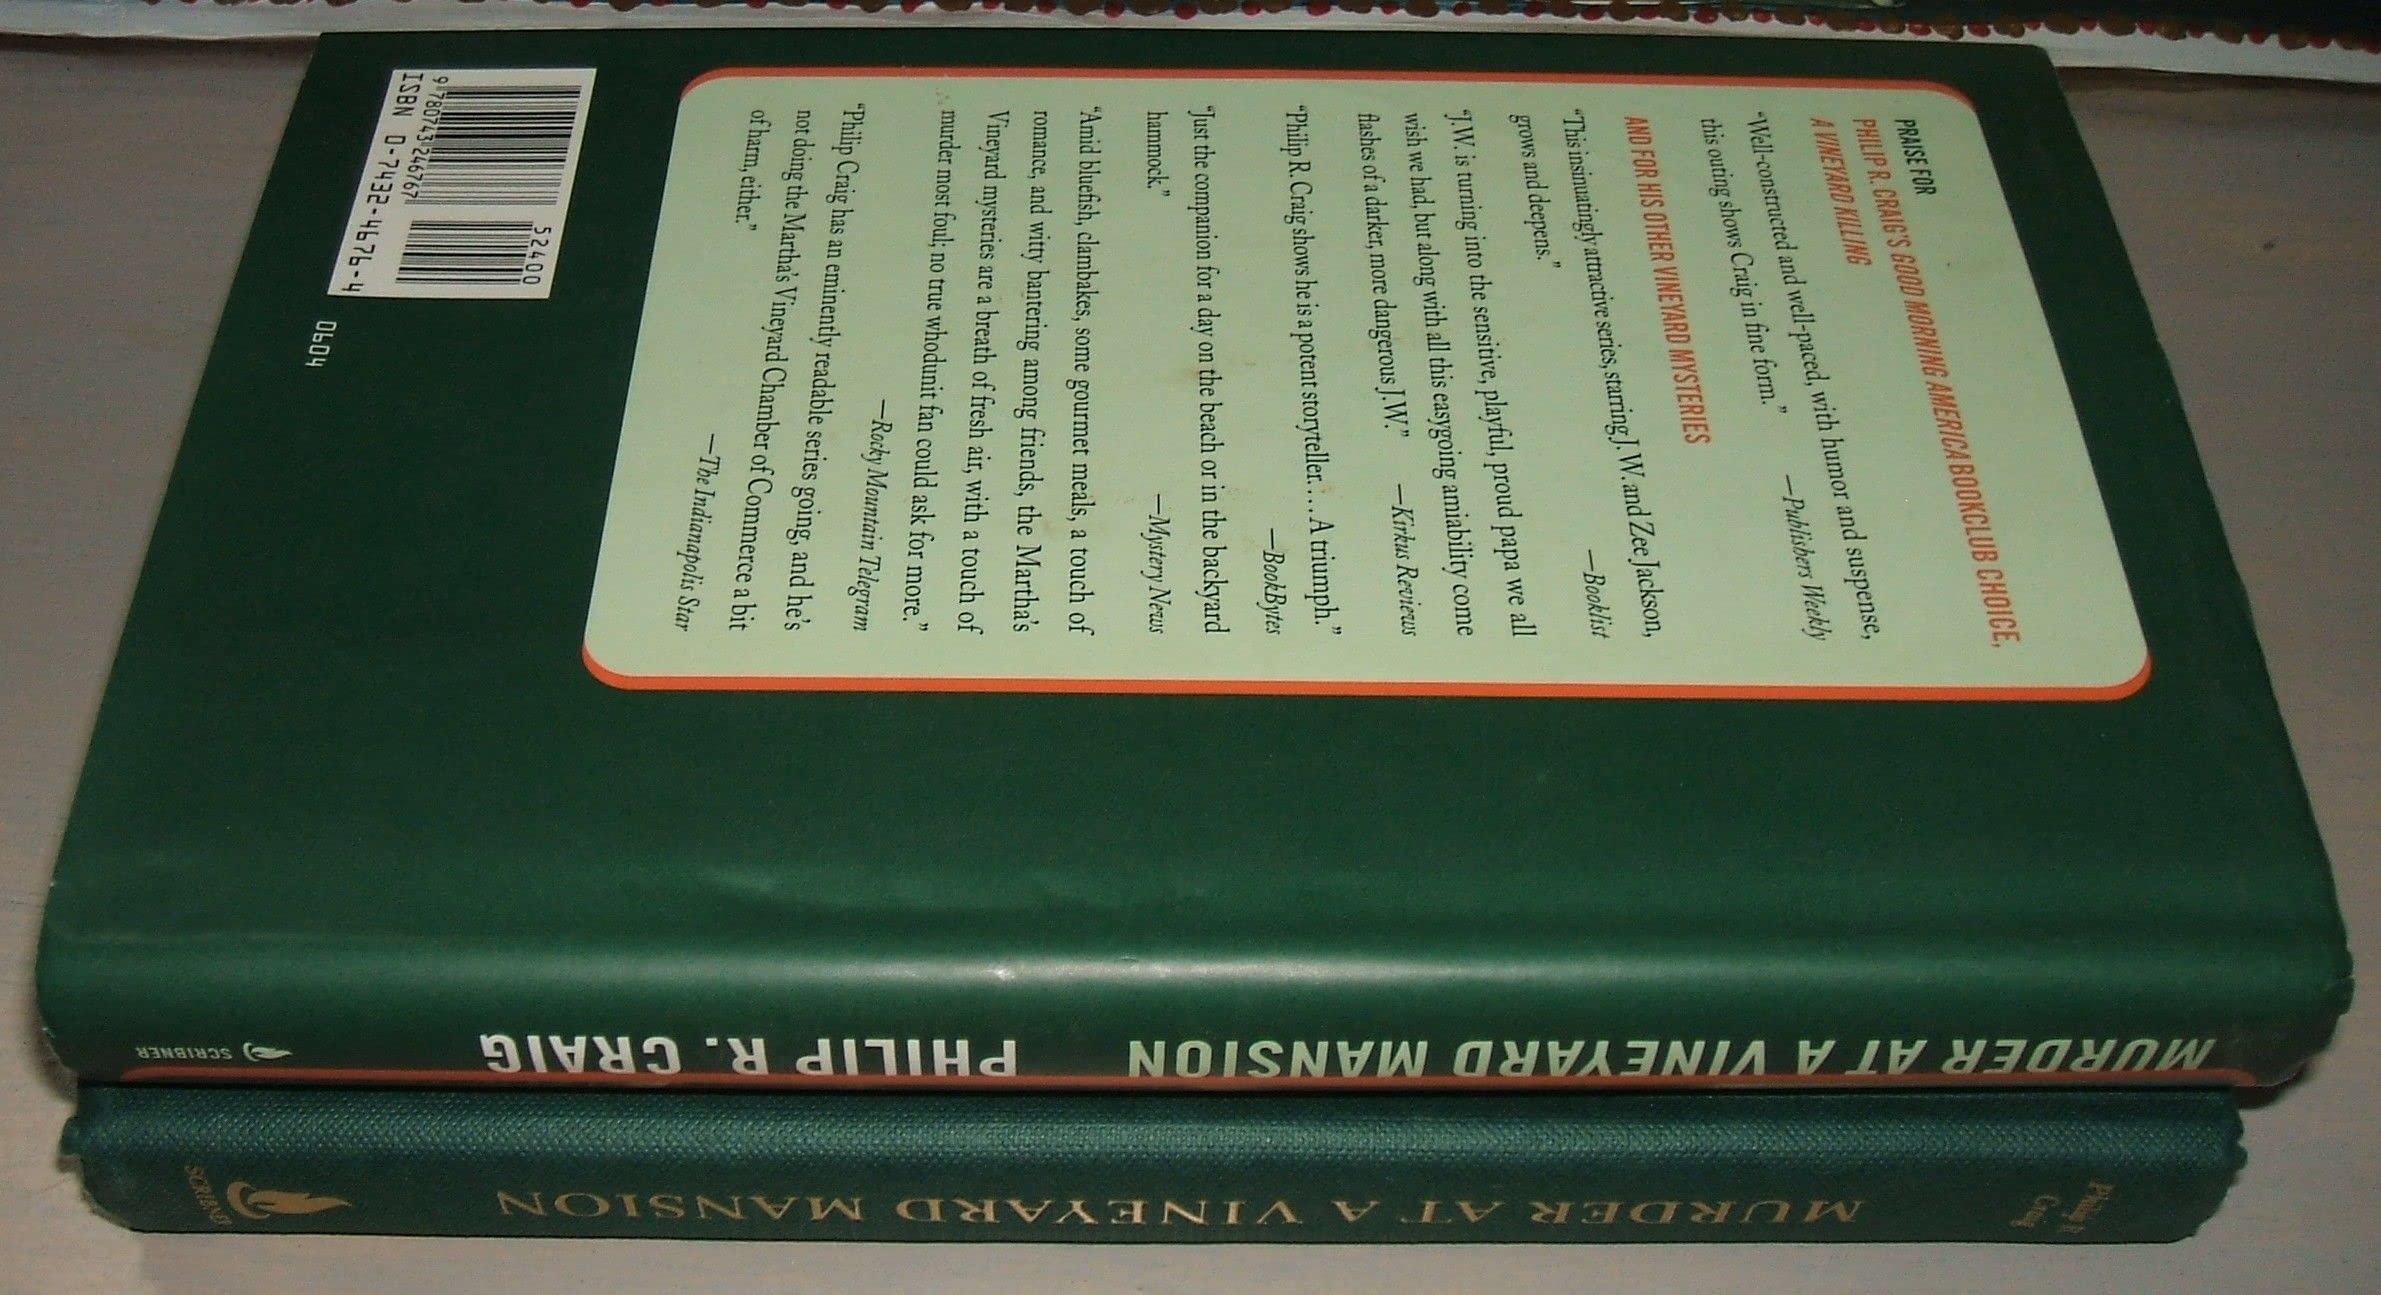 PRAISE FOR
PHILIP R. CRAIG'S GOOD MORNING AMERICA BOOK CLUB CHOICE,
A VINEYARD KILLING
“Well-constructed and well-paced, with humor and suspense,
this outing shows Craig in fine form.” —Publishers Weekly
AND FOR HIS OTHER VINEYARD MYSTERIES
“This insinuatingly attractive series, starring J. W. and Zee Jackson,
grows and deepens.” —Booklist
“J.W. is turning into the sensitive, playful, proud papa we all
wish we had, but along with all this easygoing amiability come
flashes of a darker, more dangerous J.W.” —Kirkus Reviews
“Philip R. Craig shows he is a potent storyteller. . . . A triumph.”
—BookBytes
“Just the companion for a day on the beach or in the backyard
hammock.” —Mystery News
“Amid bluefish, clambakes, some gourmet meals, a touch of
romance, and witty bantering among friends, the Martha's
Vineyard mysteries are a breath of fresh air, with a touch of
murder most foul; no true whodunit fan could ask for more.”
—Rocky Mountain Telegram
“Philip Craig has an eminently readable series going, and he's
not doing the Martha's Vineyard Chamber of Commerce a bit
of harm, either.” —The Indianapolis Star
52400
9 780743 246767
ISBN 0-7432-4676-4
0604
MURDER AT A VINEYARD MANSION
PHILIP R. CRAIG
SCRIBNER
Philip R.
Craig
MURDER AT A VINEYARD MANSION
SCRIBNER